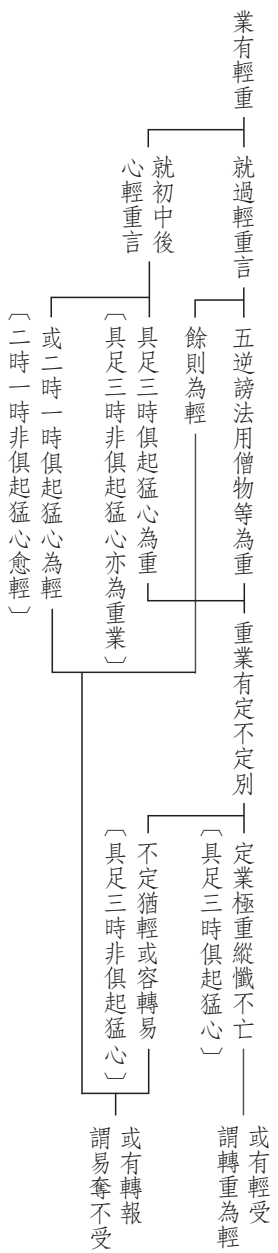 業有輕重
就過輕重言
五逆謗法用僧物等為重
餘則為輕
就初中後
心輕重言
具足三時俱起猛心為重
〔具足三時非俱起猛心亦為重業〕
或二時一時俱起猛心為輕
〔二時一時非俱起猛心愈輕〕
重業有定不定別
定業極重縱懺不亡
〔具足三時俱起猛心〕
不定猶輕或容轉易
〔具足三時非俱起猛心〕
或有輕受
謂轉重為輕
或有轉報
謂易奪不受